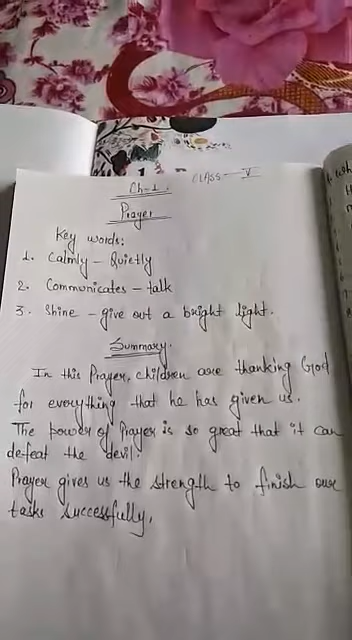 CLASS - V
Ch-1.
Prayer
Key words:
1. Calmly - Quietly
2. Communicates - talk
3. Shine - give out a bright light.
Summary.
In this Prayer, children are thanking God
for everything that he has given us.
The power of Prayer is so great that it can
defeat the devil.
Prayer gives us the strength to finish our
tasks successfully.